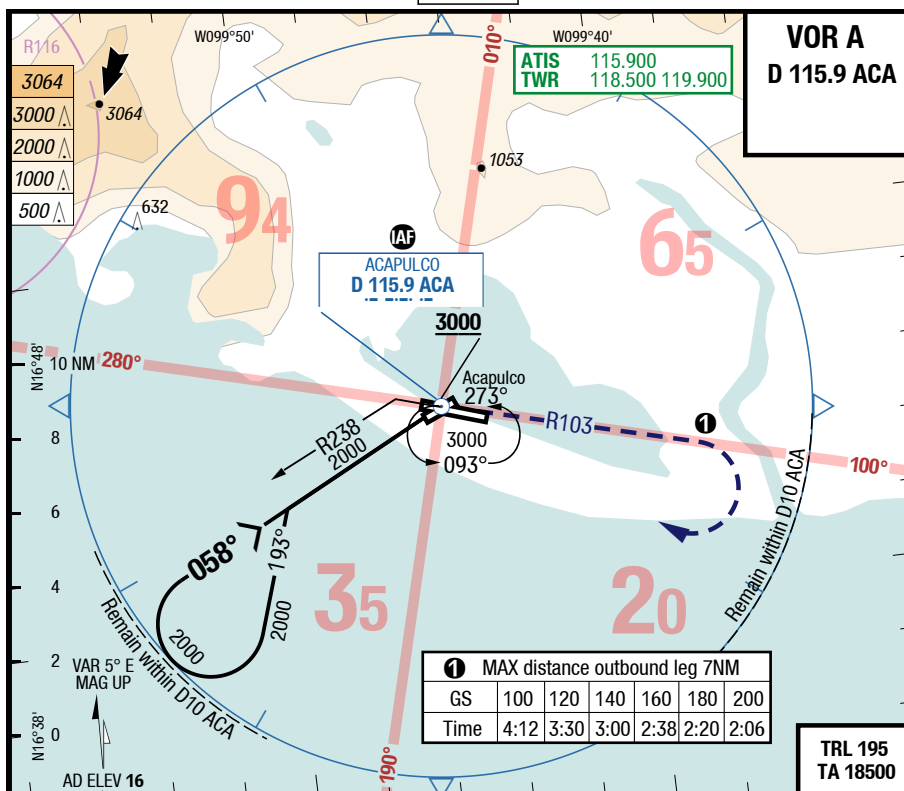 VOR A
D 115.9 ACA
R116
W099°50'
W099°40'
010°
ATIS 115.900
TWR 118.500 119.900
3064
3000
2000
1000
500
3064
1053
632
94
65
IAF
ACAPULCO
D 115.9 ACA
3000
N16°48'
10 NM
280°
Acapulco
273°
R103
1
3000
093°
100°
R238
2000
8
6
4
2
0
058°
193°
2000
2000
35
20
Remain within D10 ACA
Remain within D10 ACA
VAR 5° E
MAG UP
N16°38'
AD ELEV 16
190°
1 MAX distance outbound leg 7NM
GS 100 120 140 160 180 200
Time 4:12 3:30 3:00 2:38 2:20 2:06
TRL 195
TA 18500